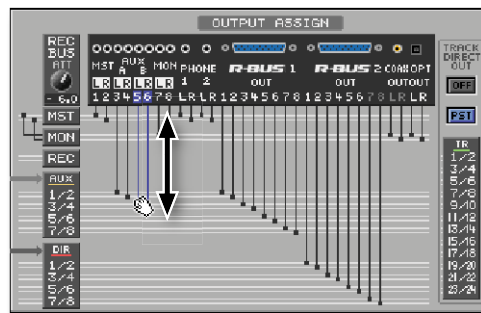 OUTPUT ASSIGN
REC
BUS
ATT
- 6.0
MST AUX A B MON PHONE 1 2 R-BUS 1 OUT R-BUS 2 OUT COAX OPT OUT OUT
LR LR LR LR
1 2 3 4 5 6 7 8 L R L R 1 2 3 4 5 6 7 8 1 2 3 4 5 6 7 8 L R L R
MST
MON
REC
AUX
1/2
3/4
5/6
7/8
DIR
1/2
3/4
5/6
7/8
TRACK
DIRECT
OUT
OFF
PST
TR
1/2
3/4
5/6
7/8
9/10
11/12
13/14
15/16
17/18
19/20
21/22
23/24